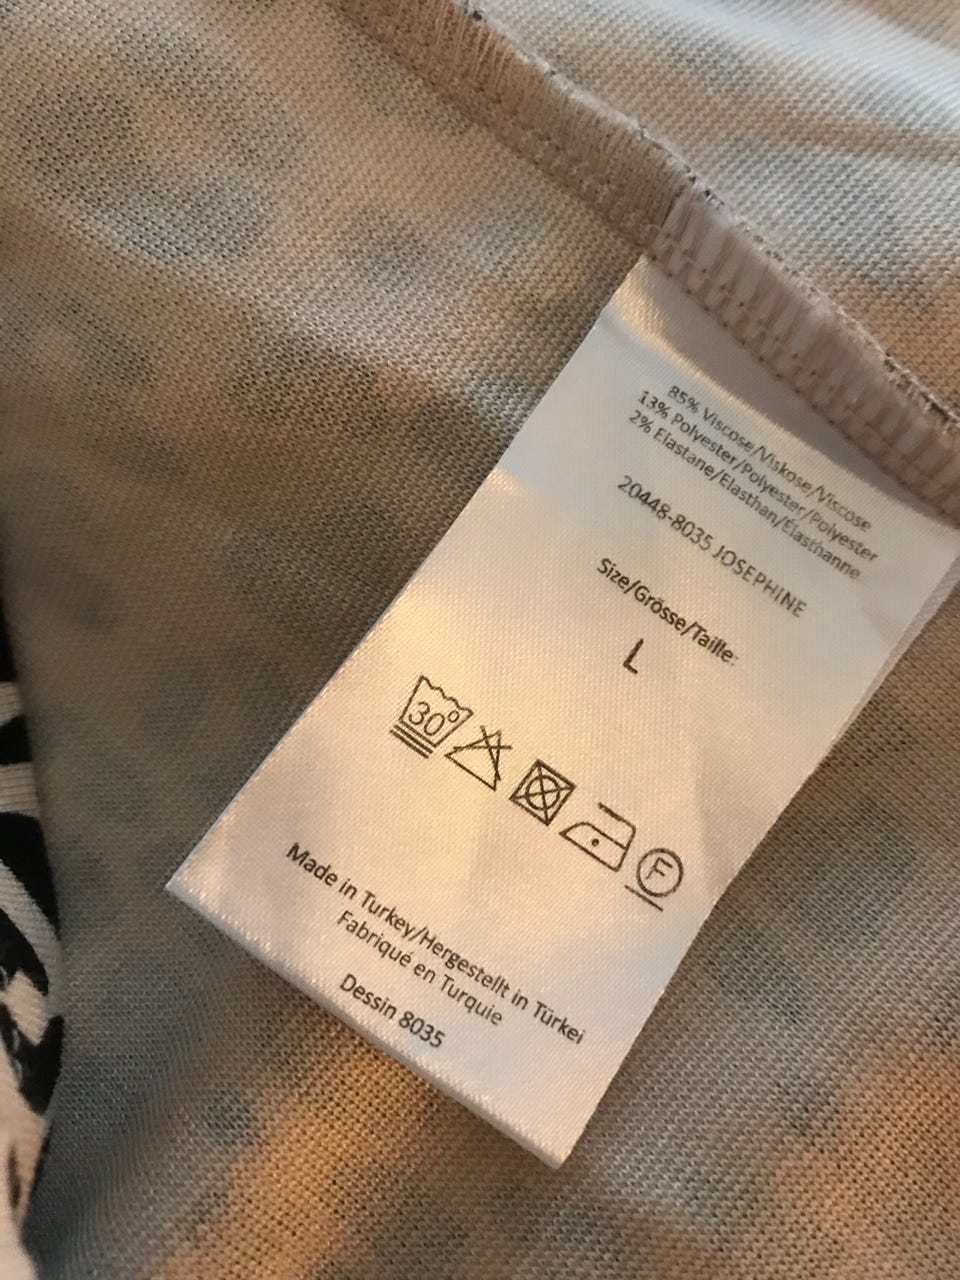 85% Viscose/Viskose/Viscose
13% Polyester/Polyester/Polyester
2% Elastane/Elasthan/Élasthanne
20448-8035 JOSEPHINE
Size/Grösse/Taille:
L
30°
F
Made in Turkey/Hergestellt in Türkei
Fabriqué en Turquie
Dessin 8035